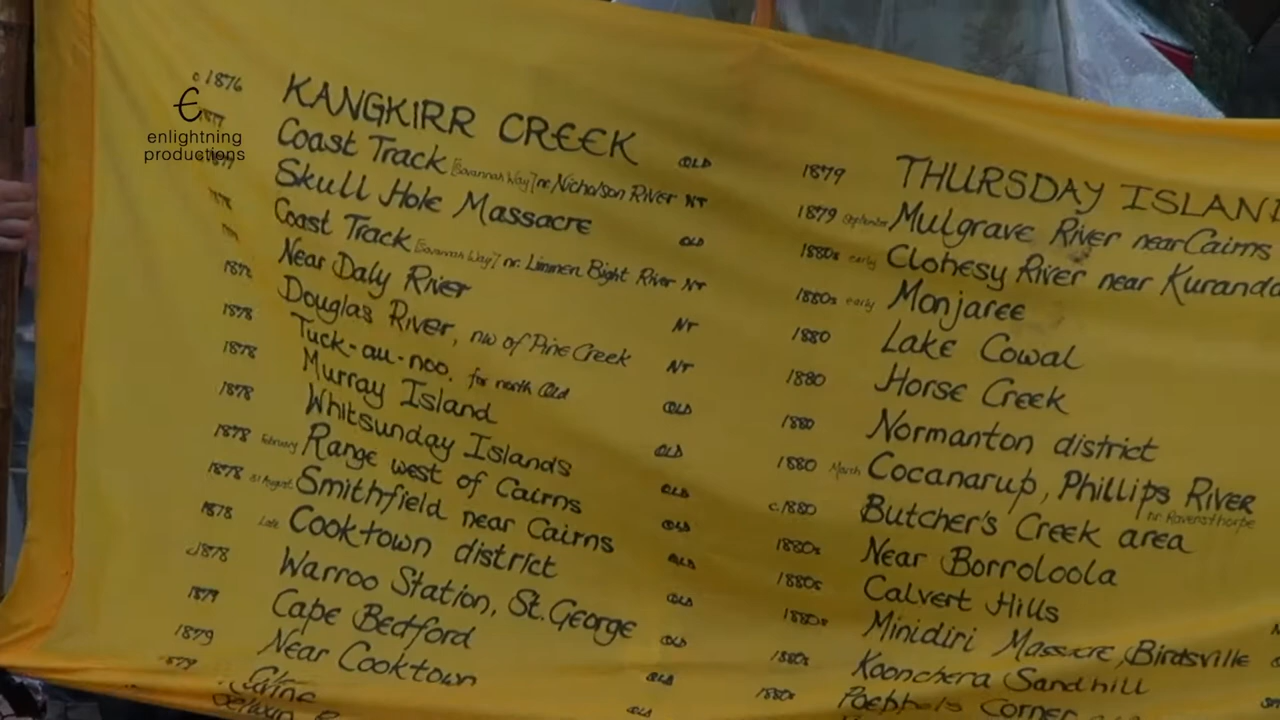 c 1876 KANGKIRR CREEK QLD
1877 Coast Track [Savannah Way] nr. Nicholson River NT
1877 Skull Hole Massacre QLD
Coast Track [Savannah Way] nr. Limmen Bight River NT
Near Daly River NT
1878 Douglas River, nw of Pine Creek NT
1878 Tuck-au-noo. far north Qld QLD
1878 Murray Island QLD
1878 Whitsunday Islands QLD
1878 February Range west of Cairns QLD
1878 31 August Smithfield near Cairns QLD
1878 Late Cooktown district QLD
c1878 Warroo Station, St. George QLD
1879 Cape Bedford QLD
1879 Near Cooktown QLD
1879
1879 THURSDAY ISLAND
1879 September Mulgrave River near Cairns
1880s early Clohesy River near Kuranda
1880s early Monjaree
1880 Lake Cowal
1880 Horse Creek
1880 Normanton district
1880 March Cocanarup, Phillips River
nr. Ravensthorpe
c.1880 Butcher's Creek area
1880s Near Borroloola
1880s Calvert Hills
1880s Minidiri Massacre, Birdsville
1880s Koonchera Sandhill
1880s Poeppels Corner
enlightning
productions